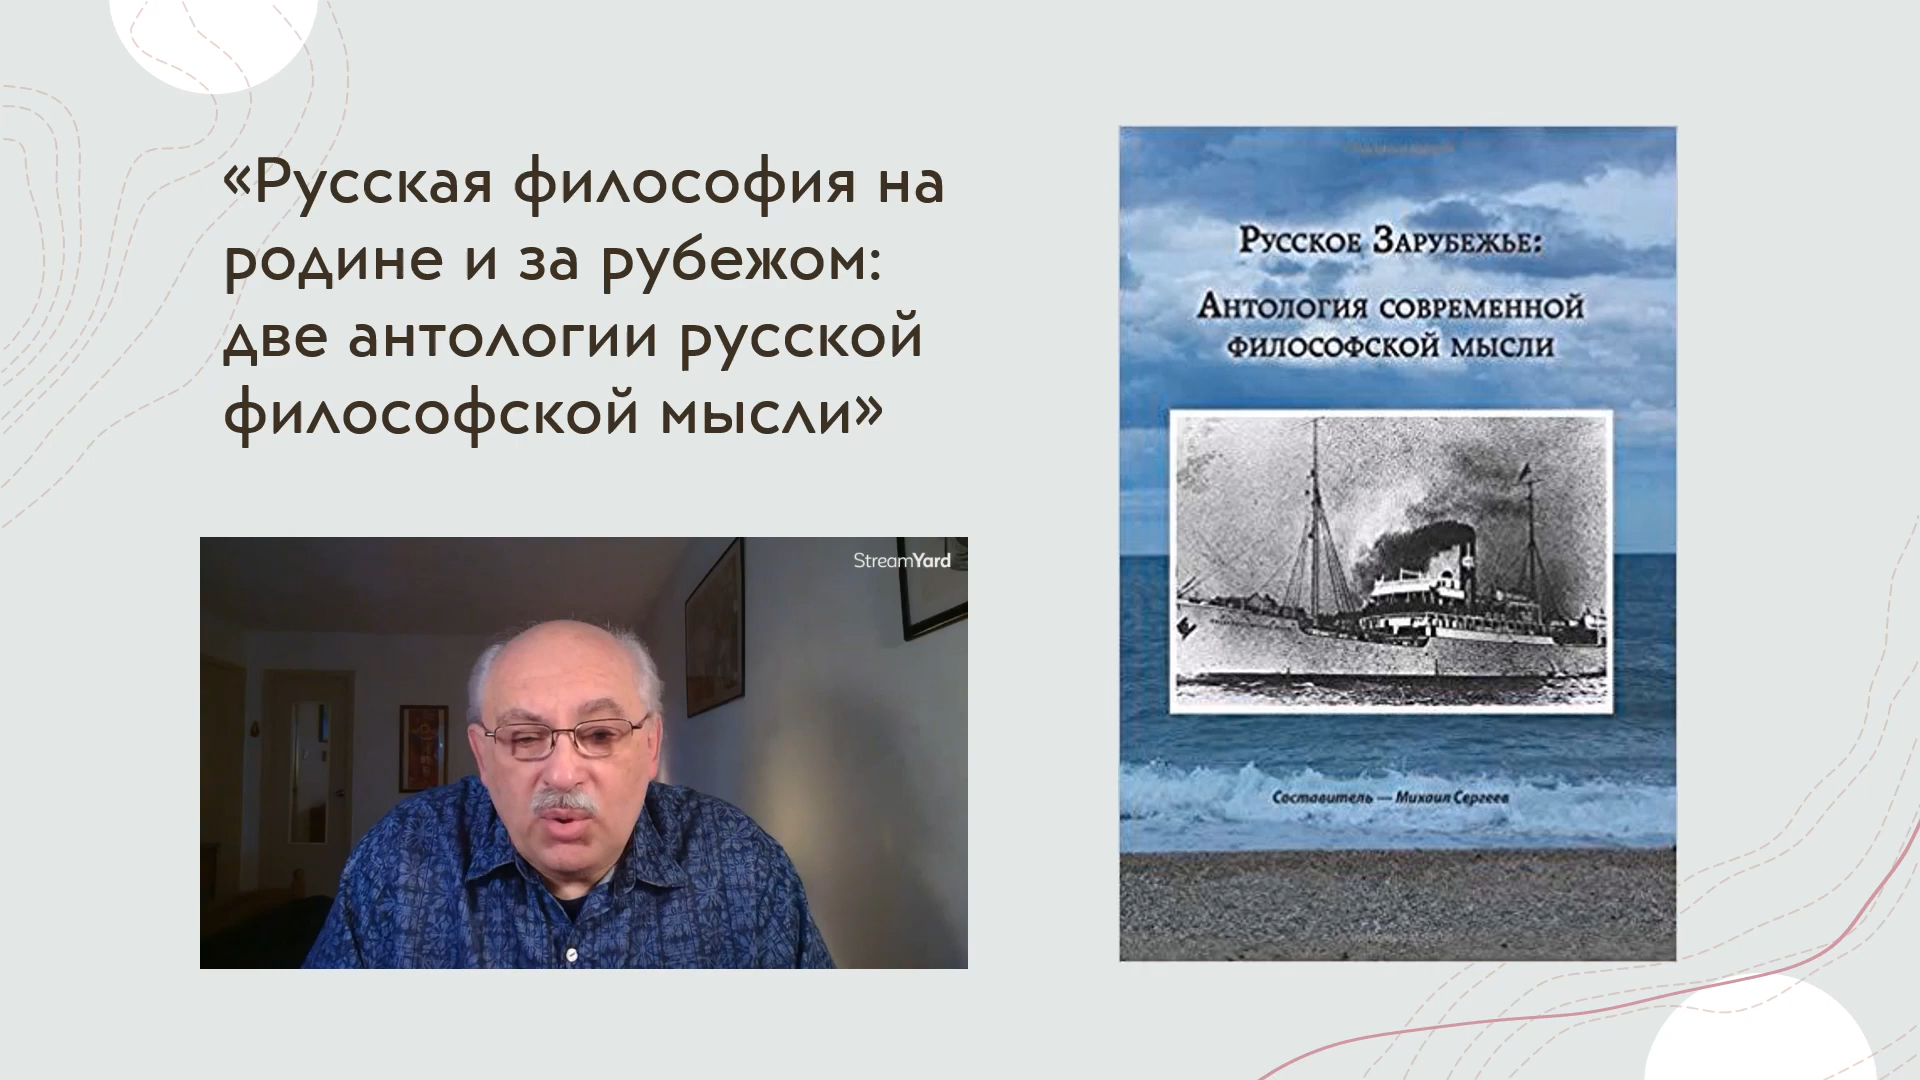 «Русская философия на
родине и за рубежом:
две антологии русской
философской мысли»
StreamYard
Русское Зарубежье:
Антология современной
философской мысли
Составитель — Михаил Сергеев